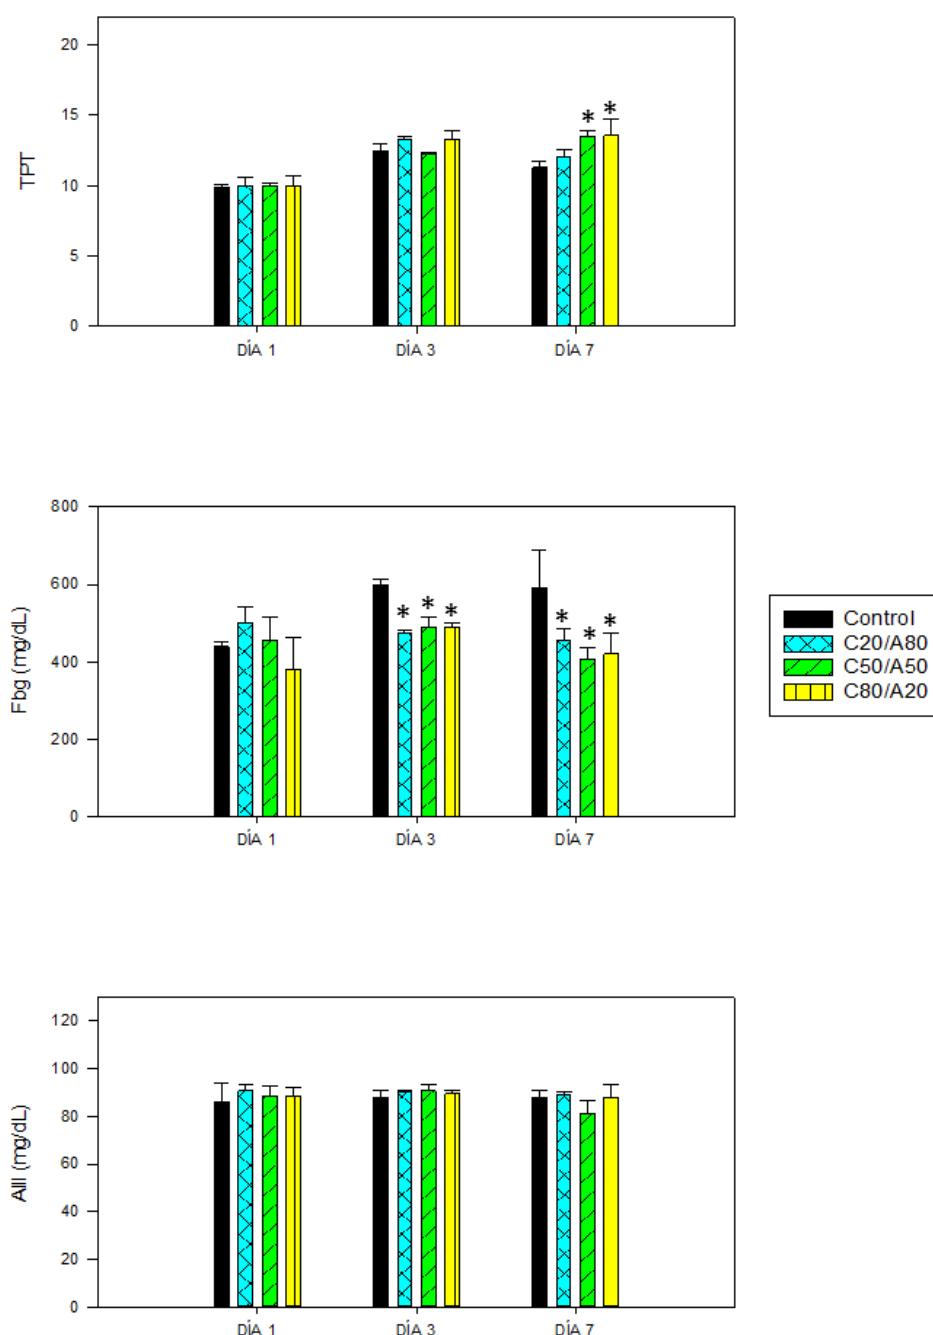 20
15
10
5
0
TPT
* *
DÍA 1 DÍA 3 DÍA 7
800
600
400
200
0
Fbg (mg/dL)
* * * * * *
DÍA 1 DÍA 3 DÍA 7
Control
C20/A80
C50/A50
C80/A20
120
100
80
60
40
20
0
AIII (mg/dL)
DÍA 1 DÍA 3 DÍA 7